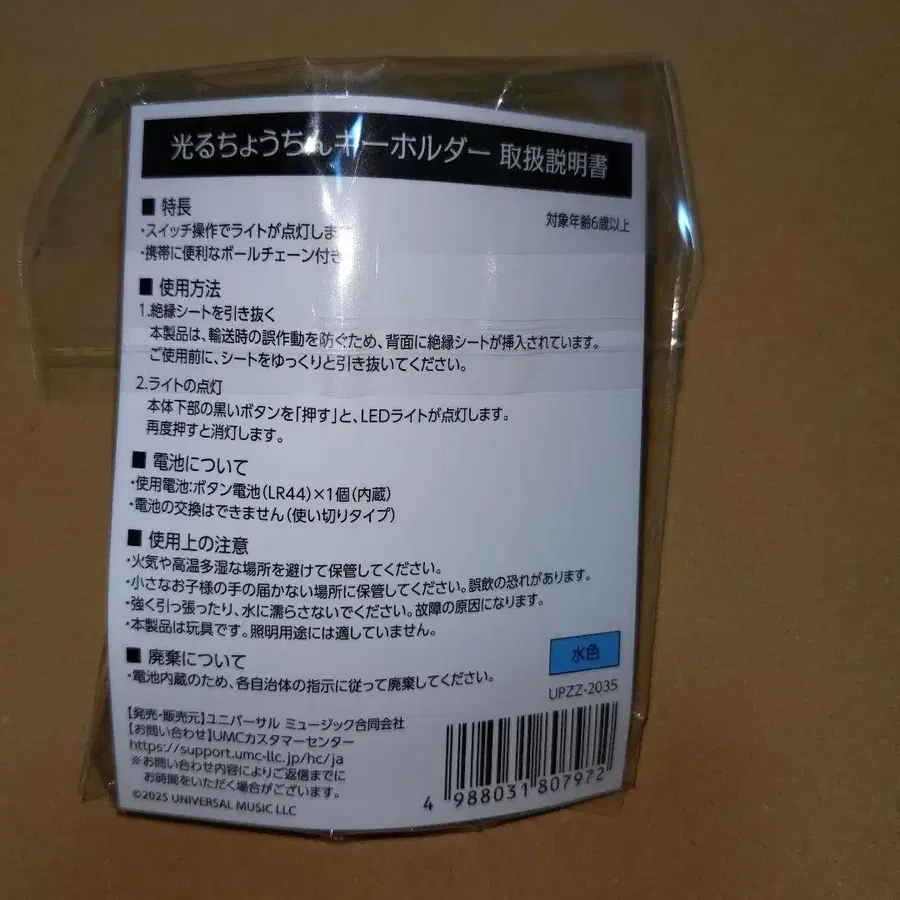 光るちょうちんキーホルダー 取扱説明書
対象年齢6歳以上
■ 特長
・スイッチ操作でライトが点灯します
・携帯に便利なボールチェーン付き
■ 使用方法
1.絶縁シートを引き抜く
本製品は、輸送時の誤作動を防ぐため、背面に絶縁シートが挿入されています。
ご使用前に、シートをゆっくりと引き抜いてください。
2.ライトの点灯
本体下部の黒いボタンを「押す」と、LEDライトが点灯します。
再度押すと消灯します。
■ 電池について
・使用電池:ボタン電池(LR44)×1個(内蔵)
・電池の交換はできません(使い切りタイプ)
■ 使用上の注意
・火気や高温多湿な場所を避けて保管してください。
・小さなお子様の手の届かない場所に保管してください。誤飲の恐れがあります。
・強く引っ張ったり、水に濡らさないでください。故障の原因になります。
・本製品は玩具です。照明用途には適していません。
■ 廃棄について
・電池内蔵のため、各自治体の指示に従って廃棄してください。
水色
UPZZ-2035
【発売・販売元】ユニバーサル ミュージック合同会社
【お問い合わせ】UMCカスタマーセンター
https://support.umc-llc.jp/hc/ja
※お問い合わせ内容によりご返信までに
お時間をいただく場合がございます。
©2025 UNIVERSAL MUSIC LLC
4 988031 807972